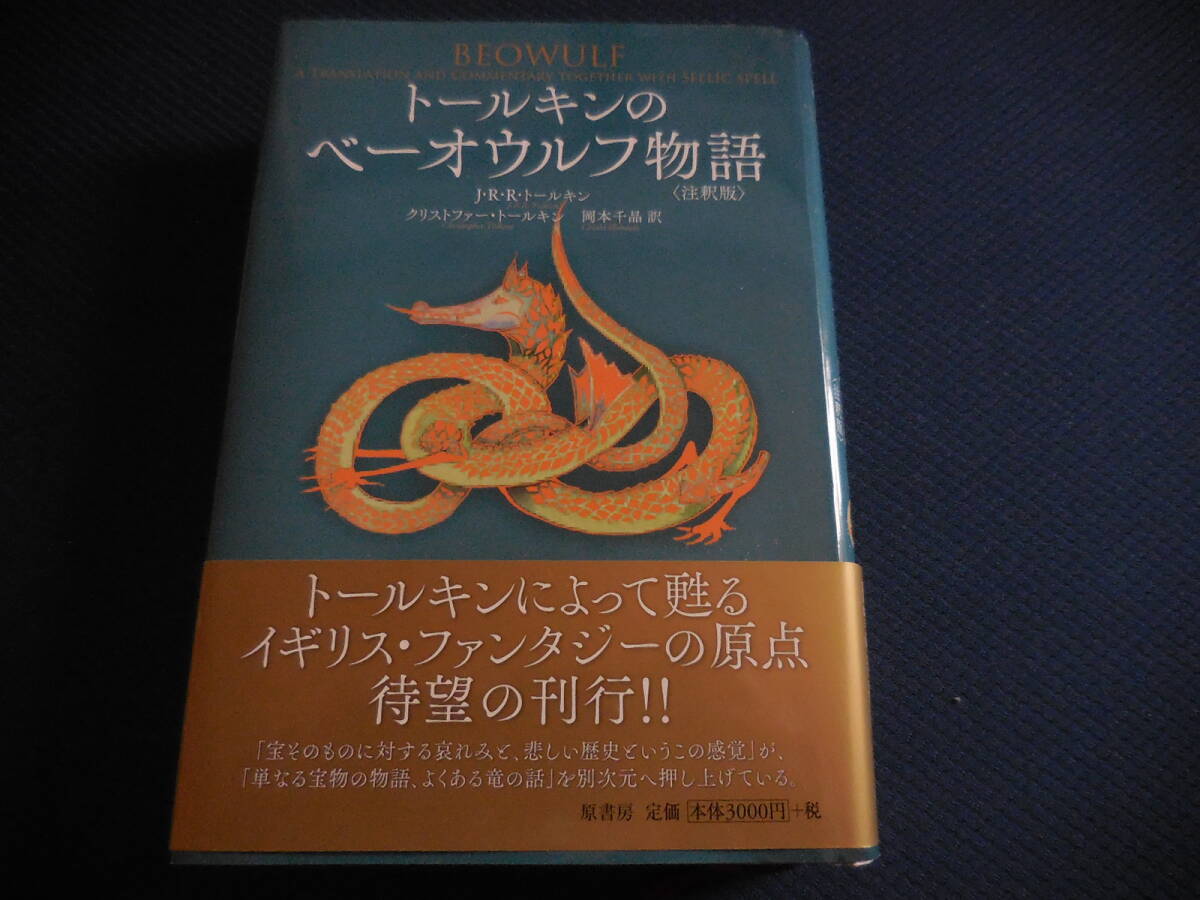 BEOWULF
A TRANSLATION AND COMMENTARY TOGETHER WITH SELLIC SPELL
トールキンの
ベーオウルフ物語
〈注釈版〉
J・R・R・トールキン
クリストファー・トールキン 岡本千晶 訳
Christopher Tolkien
トールキンによって甦る
イギリス・ファンタジーの原点
待望の刊行!!
「宝そのものに対する哀れみと、悲しい歴史というこの感覚」が、
「単なる宝物の物語、よくある竜の話」を別次元へ押し上げている。
原書房 定価 本体3000円+税